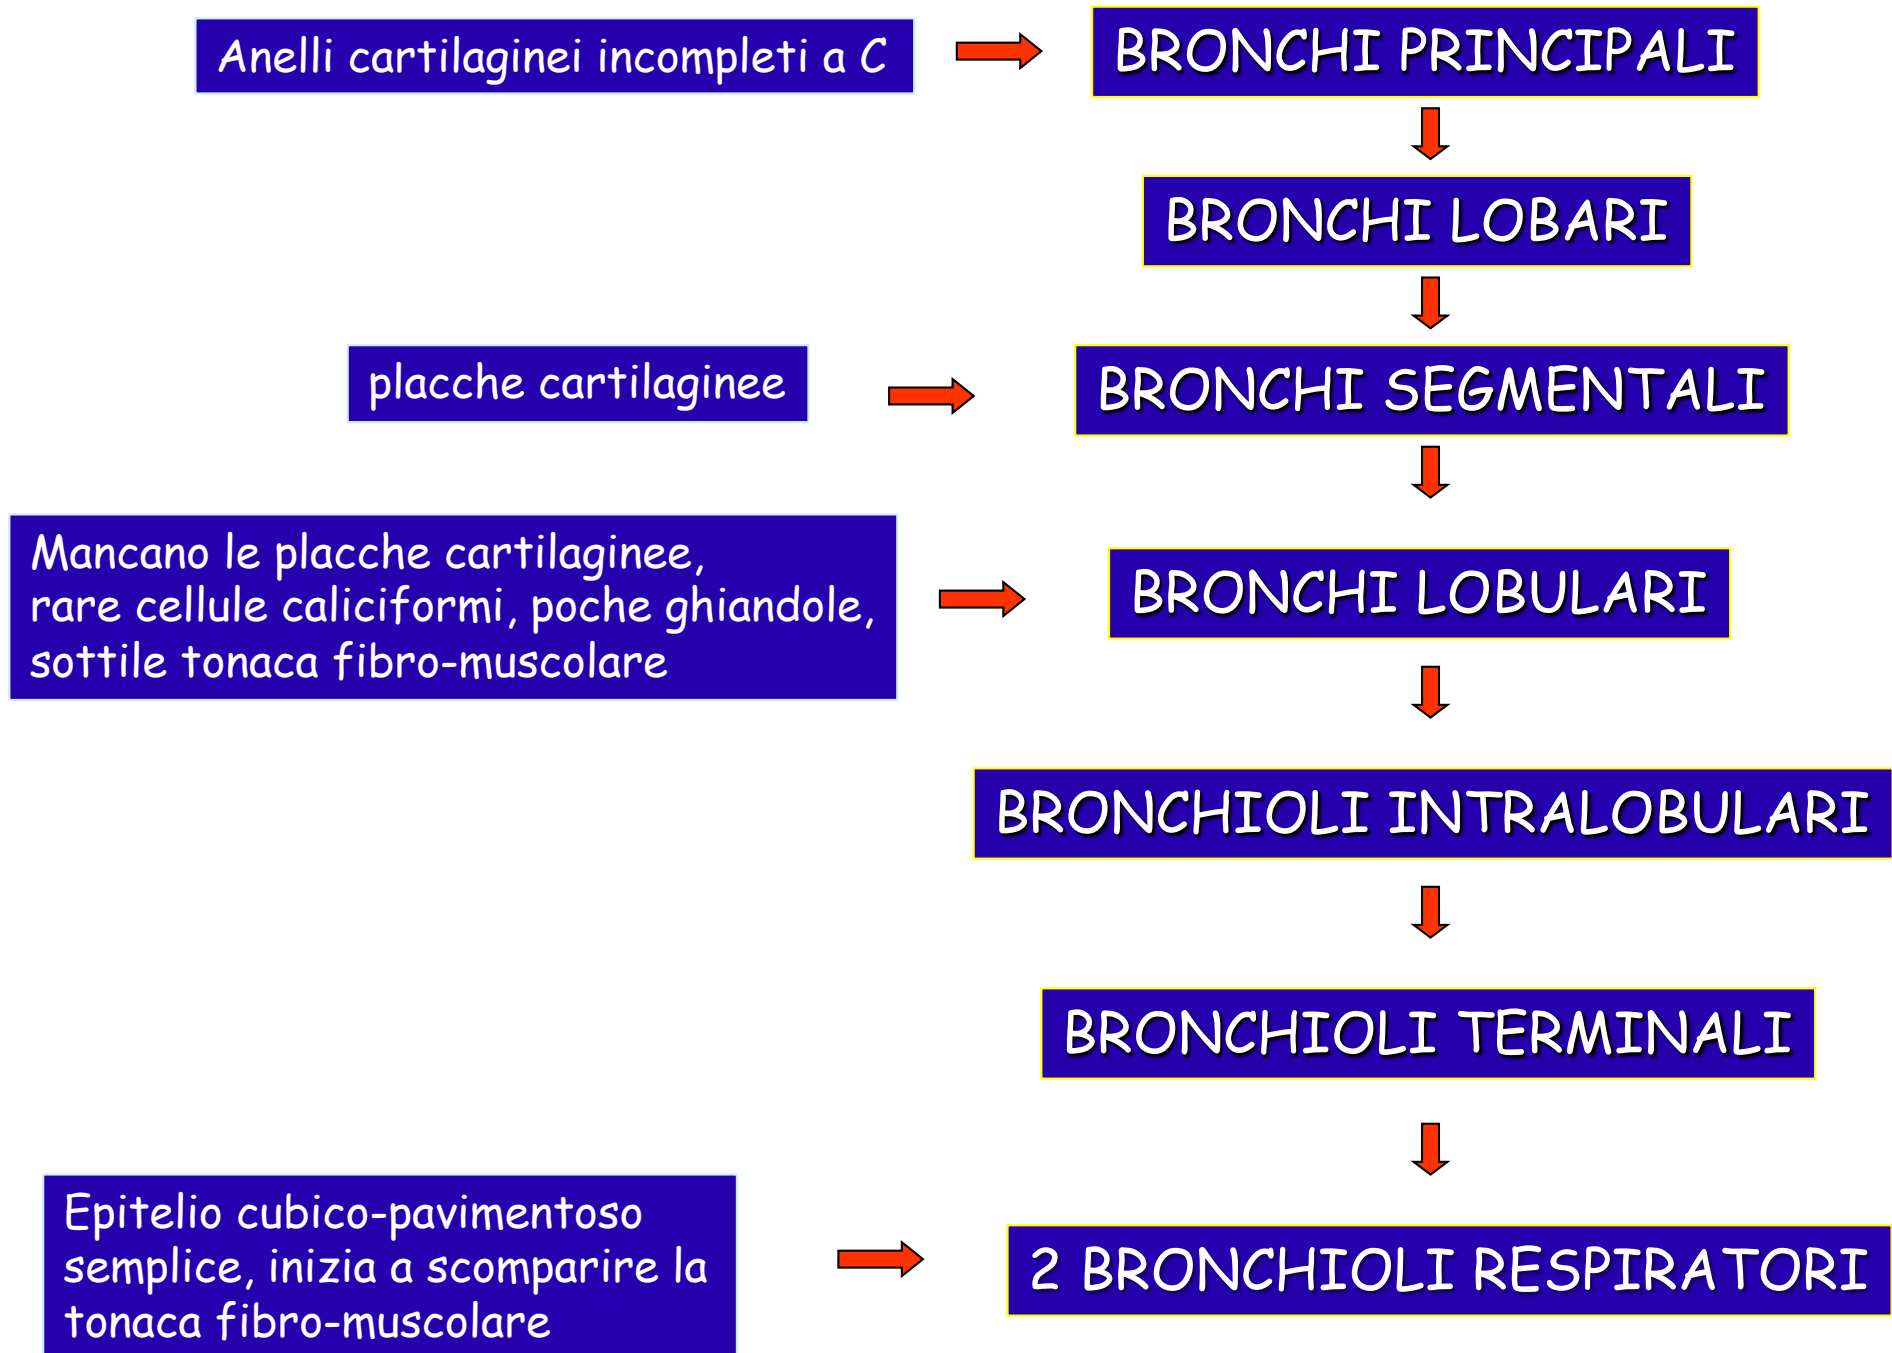 Anelli cartilaginei incompleti a C
BRONCHI PRINCIPALI
BRONCHI LOBARI
placche cartilaginee
BRONCHI SEGMENTALI
Mancano le placche cartilaginee,
rare cellule caliciformi, poche ghiandole,
sottile tonaca fibro-muscolare
BRONCHI LOBULARI
BRONCHIOLI INTRALOBULARI
BRONCHIOLI TERMINALI
Epitelio cubico-pavimentoso
semplice, inizia a scomparire la
tonaca fibro-muscolare
2 BRONCHIOLI RESPIRATORI